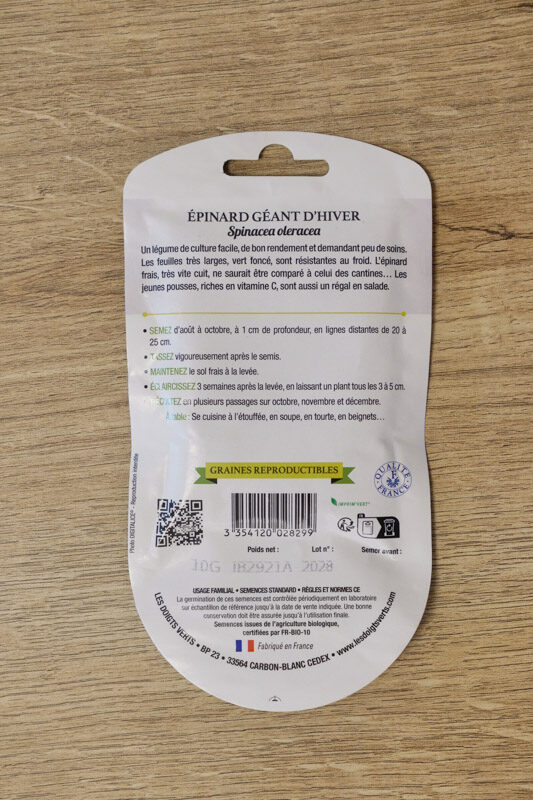 ÉPINARD GÉANT D'HIVER
Spinacea oleracea
Un légume de culture facile, de bon rendement et demandant peu de soins.
Les feuilles très larges, vert foncé, sont résistantes au froid. L'épinard
frais, très vite cuit, ne saurait être comparé à celui des cantines... Les
jeunes pousses, riches en vitamine C, sont aussi un régal en salade.
• SEMEZ d'août à octobre, à 1 cm de profondeur, en lignes distantes de 20 à
25 cm.
• TASSEZ vigoureusement après le semis.
• MAINTENEZ le sol frais à la levée.
• ÉCLAIRCISSEZ 3 semaines après la levée, en laissant un plant tous les 3 à 5 cm.
en plusieurs passages sur octobre, novembre et décembre.
: Se cuisine à l'étouffée, en soupe, en tourte, en beignets...
GRAINES REPRODUCTIBLES
QUALITÉ FRANCE
IMPRIM'VERT®
3 354120 028299
Photo DIGITALICE® - Reproduction interdite
Poids net : Lot n° : Semer avant :
10G 182921A 2028
USAGE FAMILIAL • SEMENCES STANDARD • RÈGLES ET NORMES CE
La germination de ces semences est contrôlée périodiquement en laboratoire
sur échantillon de référence jusqu'à la date de vente indiquée. Une bonne
conservation doit être assurée jusqu'à l'utilisation finale.
Semences issues de l'agriculture biologique,
certifiées par FR-BIO-10
Fabriqué en France
LES DOIGTS VERTS • BP 23 • 33564 CARBON-BLANC CEDEX • www.lesdoigtsverts.com